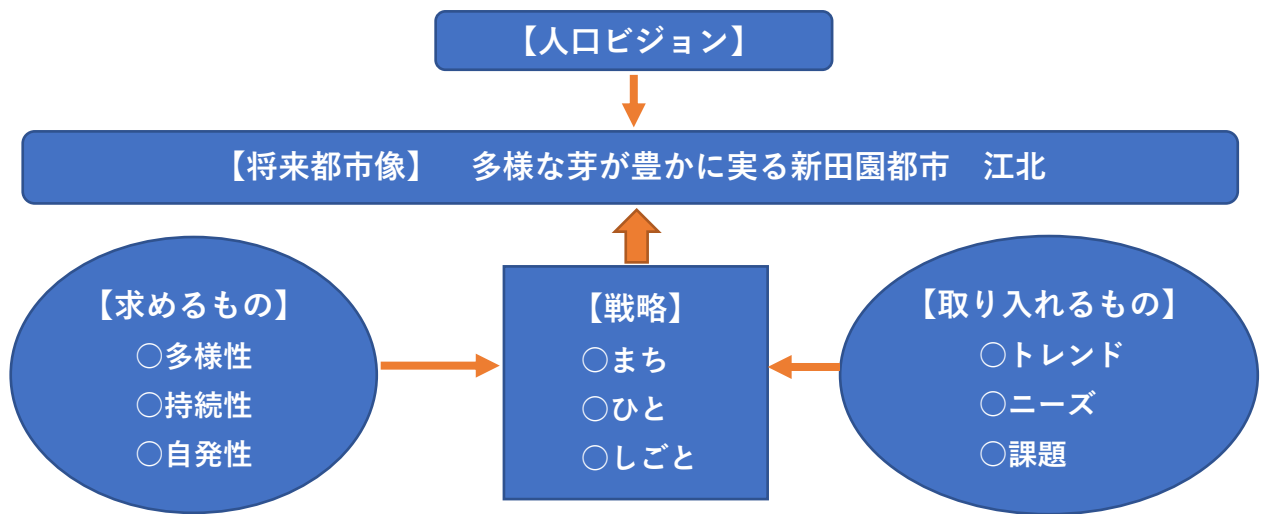 【人口ビジョン】
【将来都市像】　多様な芽が豊かに実る新田園都市　江北
【求めるもの】
○多様性
○持続性
○自発性
【戦略】
○まち
○ひと
○しごと
【取り入れるもの】
○トレンド
○ニーズ
○課題